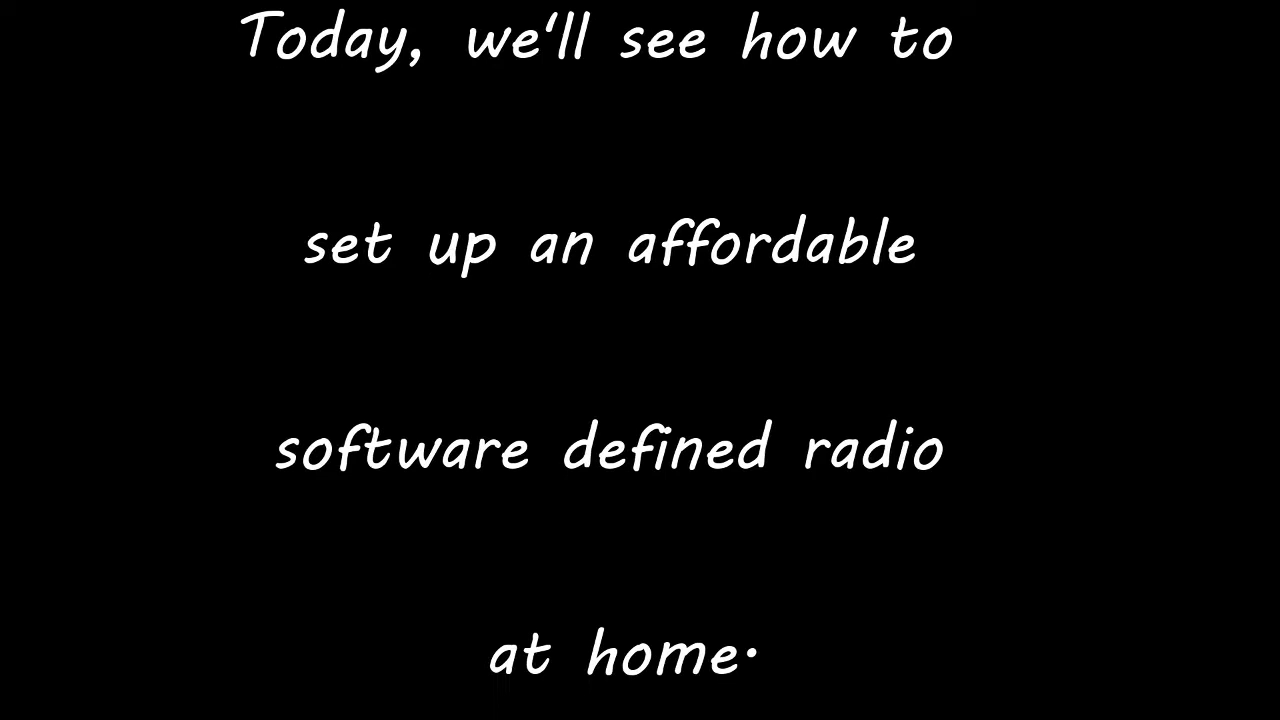 Today, we'll see how to
set up an affordable
software defined radio
at home.